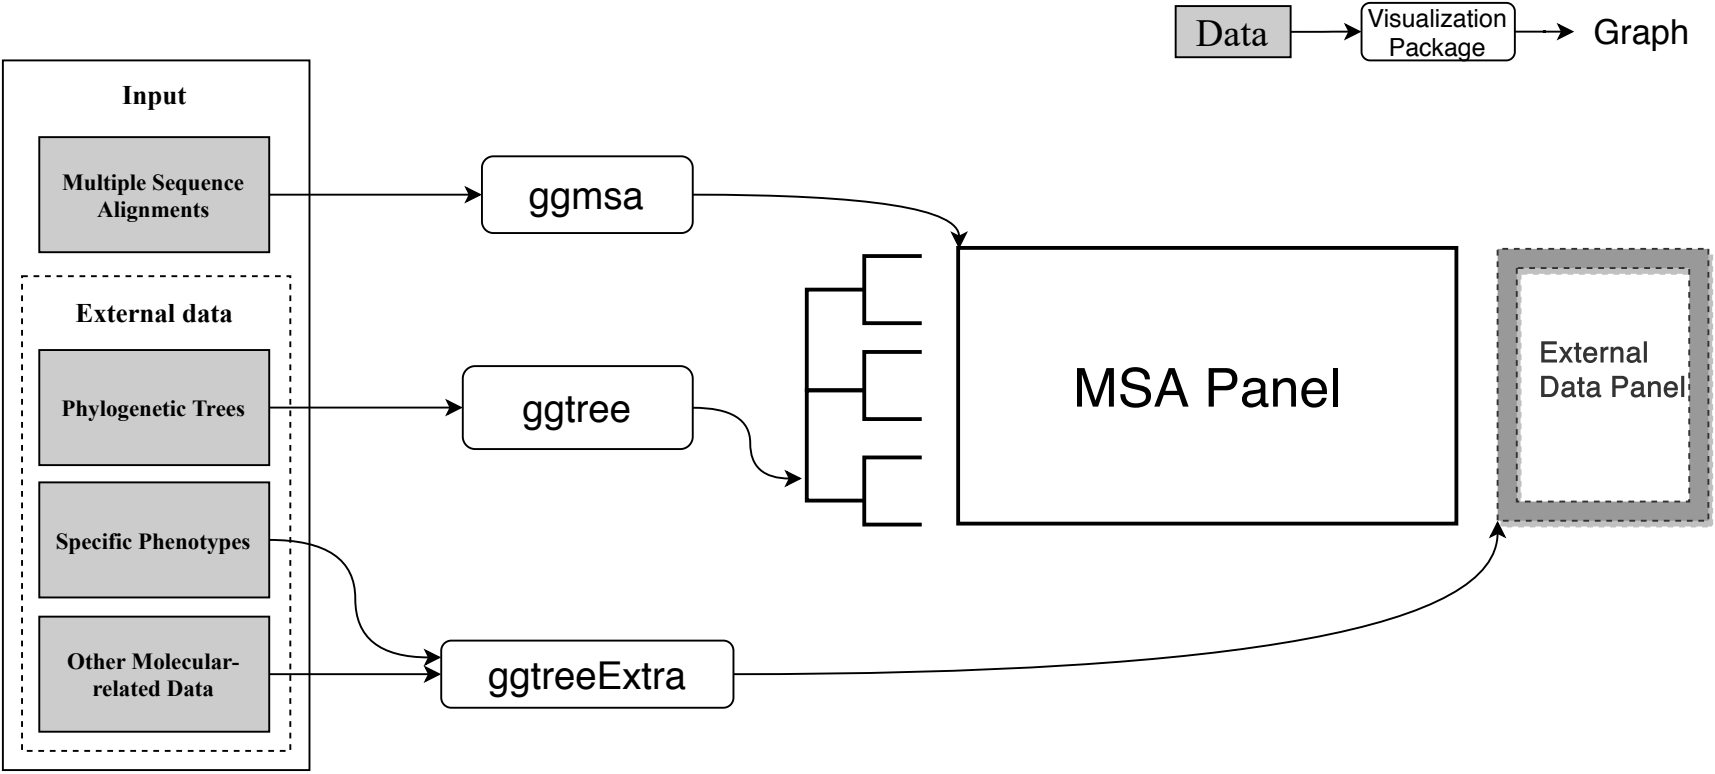 Data
Visualization
Package
Graph
Input
Multiple Sequence
Alignments
ggmsa
External data
Phylogenetic Trees
ggtree
MSA Panel
External
Data Panel
Specific Phenotypes
Other Molecular-
related Data
ggtreeExtra